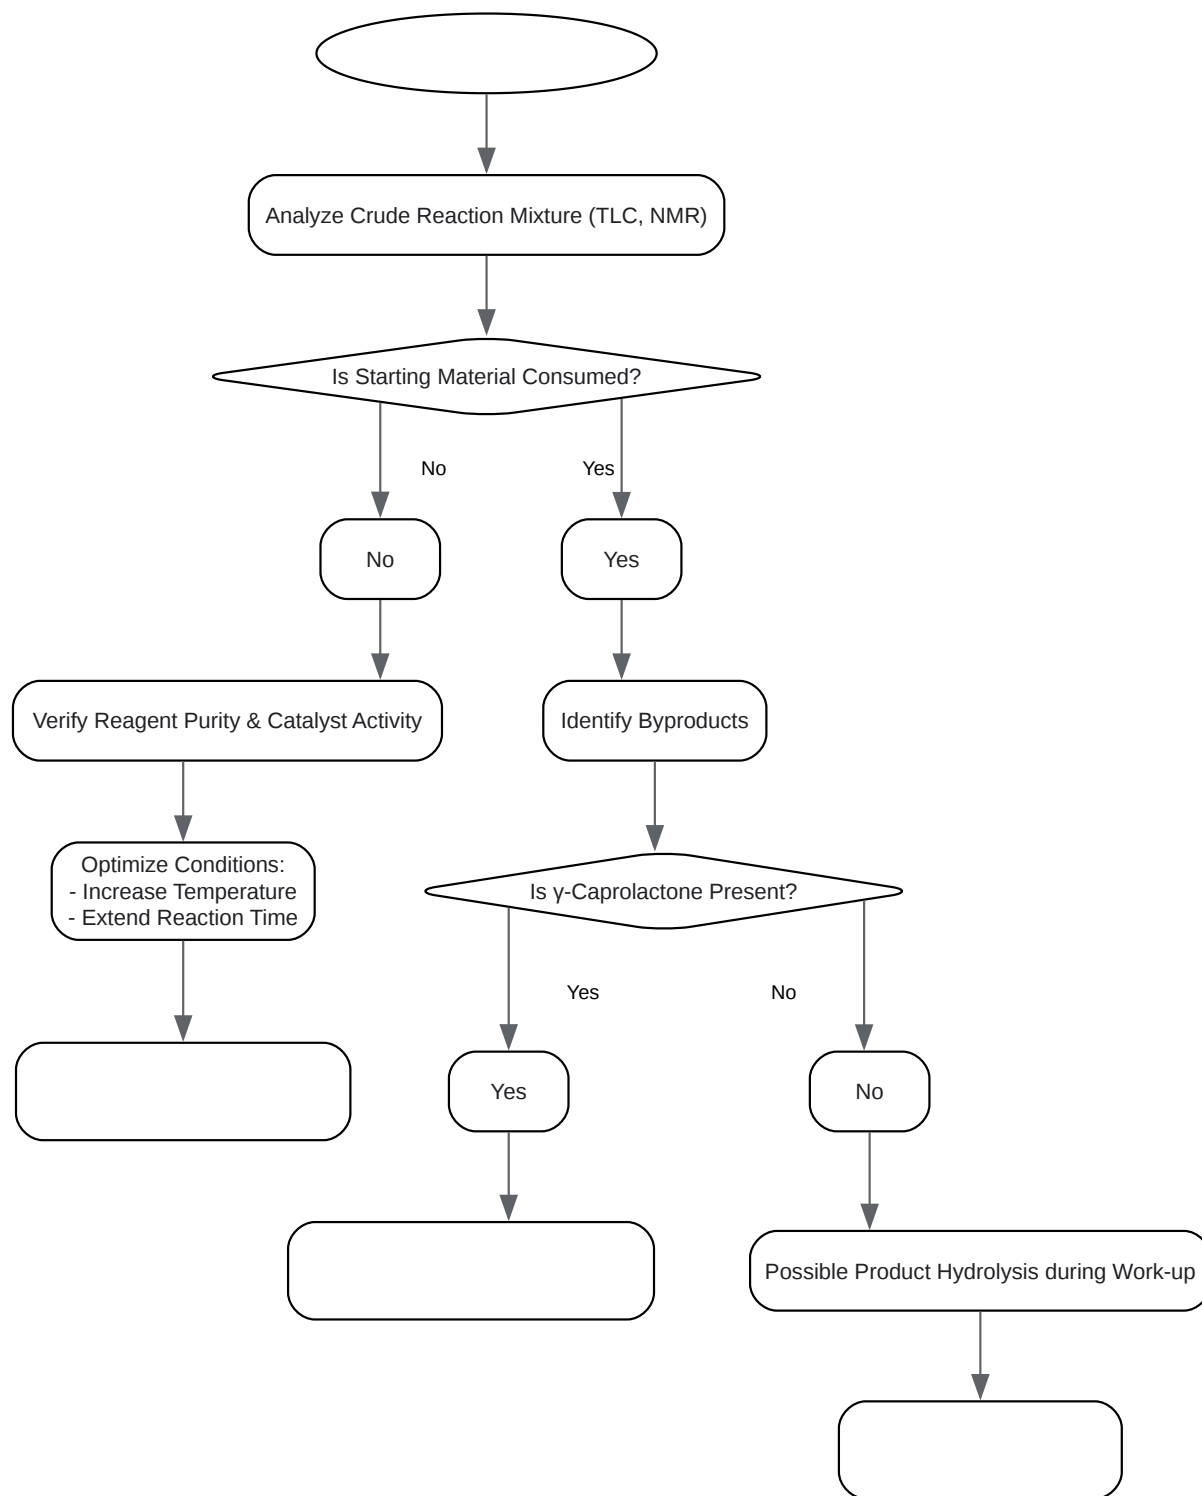 Analyze Crude Reaction Mixture (TLC, NMR)
Is Starting Material Consumed?
No
Yes
No
Yes
Verify Reagent Purity & Catalyst Activity
Identify Byproducts
Optimize Conditions:
- Increase Temperature
- Extend Reaction Time
Is γ-Caprolactone Present?
Yes
No
Yes
No
Possible Product Hydrolysis during Work-up